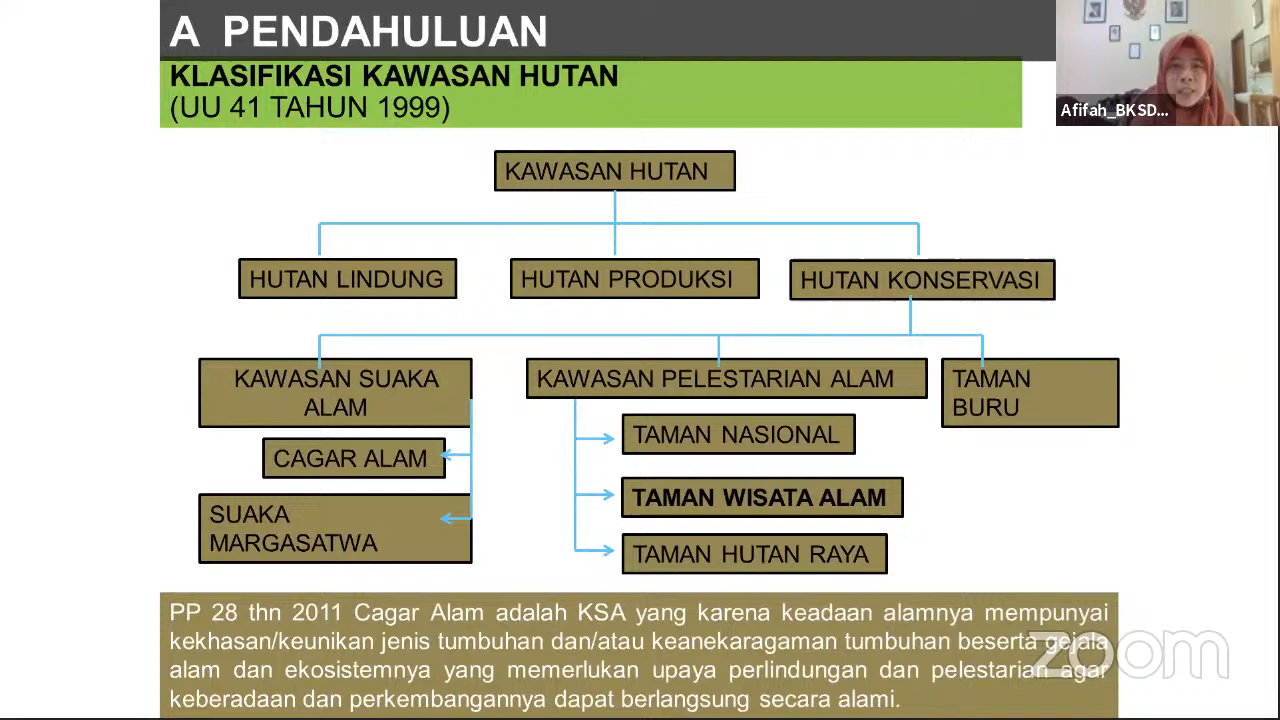 A PENDAHULUAN
KLASIFIKASI KAWASAN HUTAN
(UU 41 TAHUN 1999)
Afifah_BKSD...
KAWASAN HUTAN
HUTAN LINDUNG
HUTAN PRODUKSI
HUTAN KONSERVASI
KAWASAN SUAKA
ALAM
KAWASAN PELESTARIAN ALAM
TAMAN
BURU
CAGAR ALAM
SUAKA
MARGASATWA
TAMAN NASIONAL
TAMAN WISATA ALAM
TAMAN HUTAN RAYA
PP 28 thn 2011 Cagar Alam adalah KSA yang karena keadaan alamnya mempunyai
kekhasan/keunikan jenis tumbuhan dan/atau keanekaragaman tumbuhan beserta gejala
alam dan ekosistemnya yang memerlukan upaya perlindungan dan pelestarian agar
keberadaan dan perkembangannya dapat berlangsung secara alami.
zoom